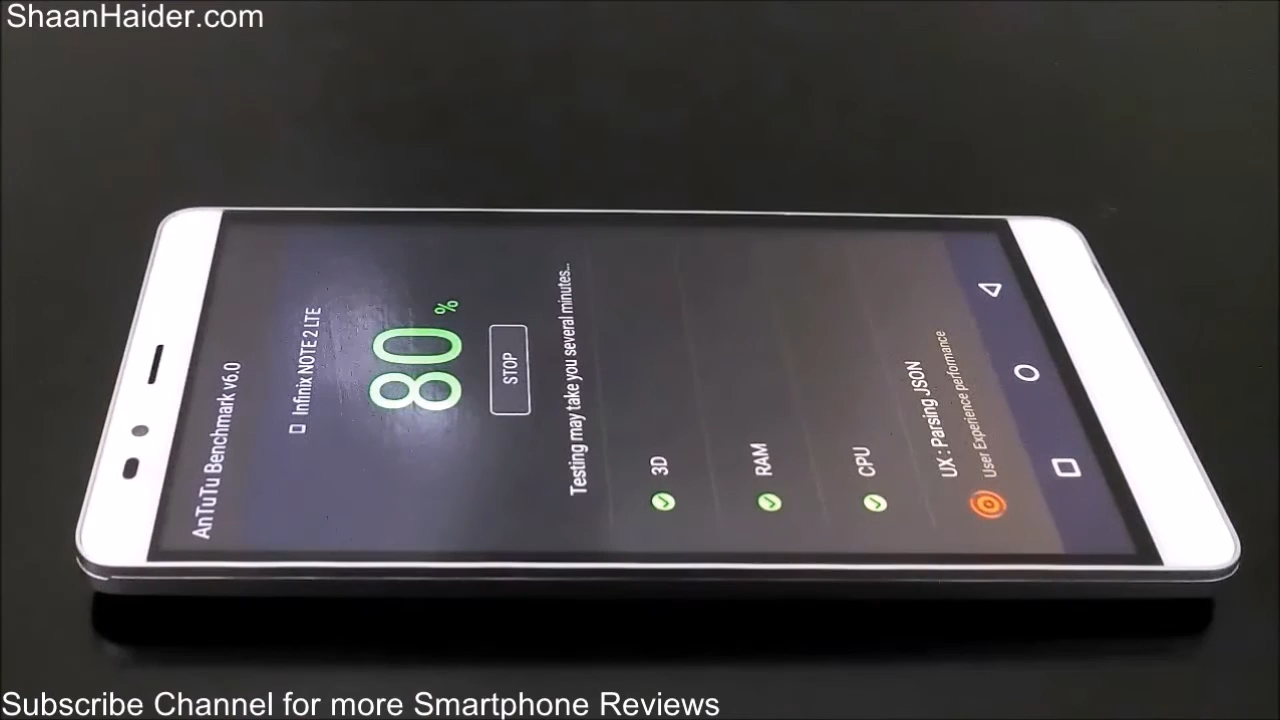 ShaanHaider.com
AnTuTu Benchmark v6.0
Infinix NOTE 2 LTE
80%
STOP
Testing may take you several minutes...
3D
RAM
CPU
UX : Parsing JSON
User Experience performance
Subscribe Channel for more Smartphone Reviews